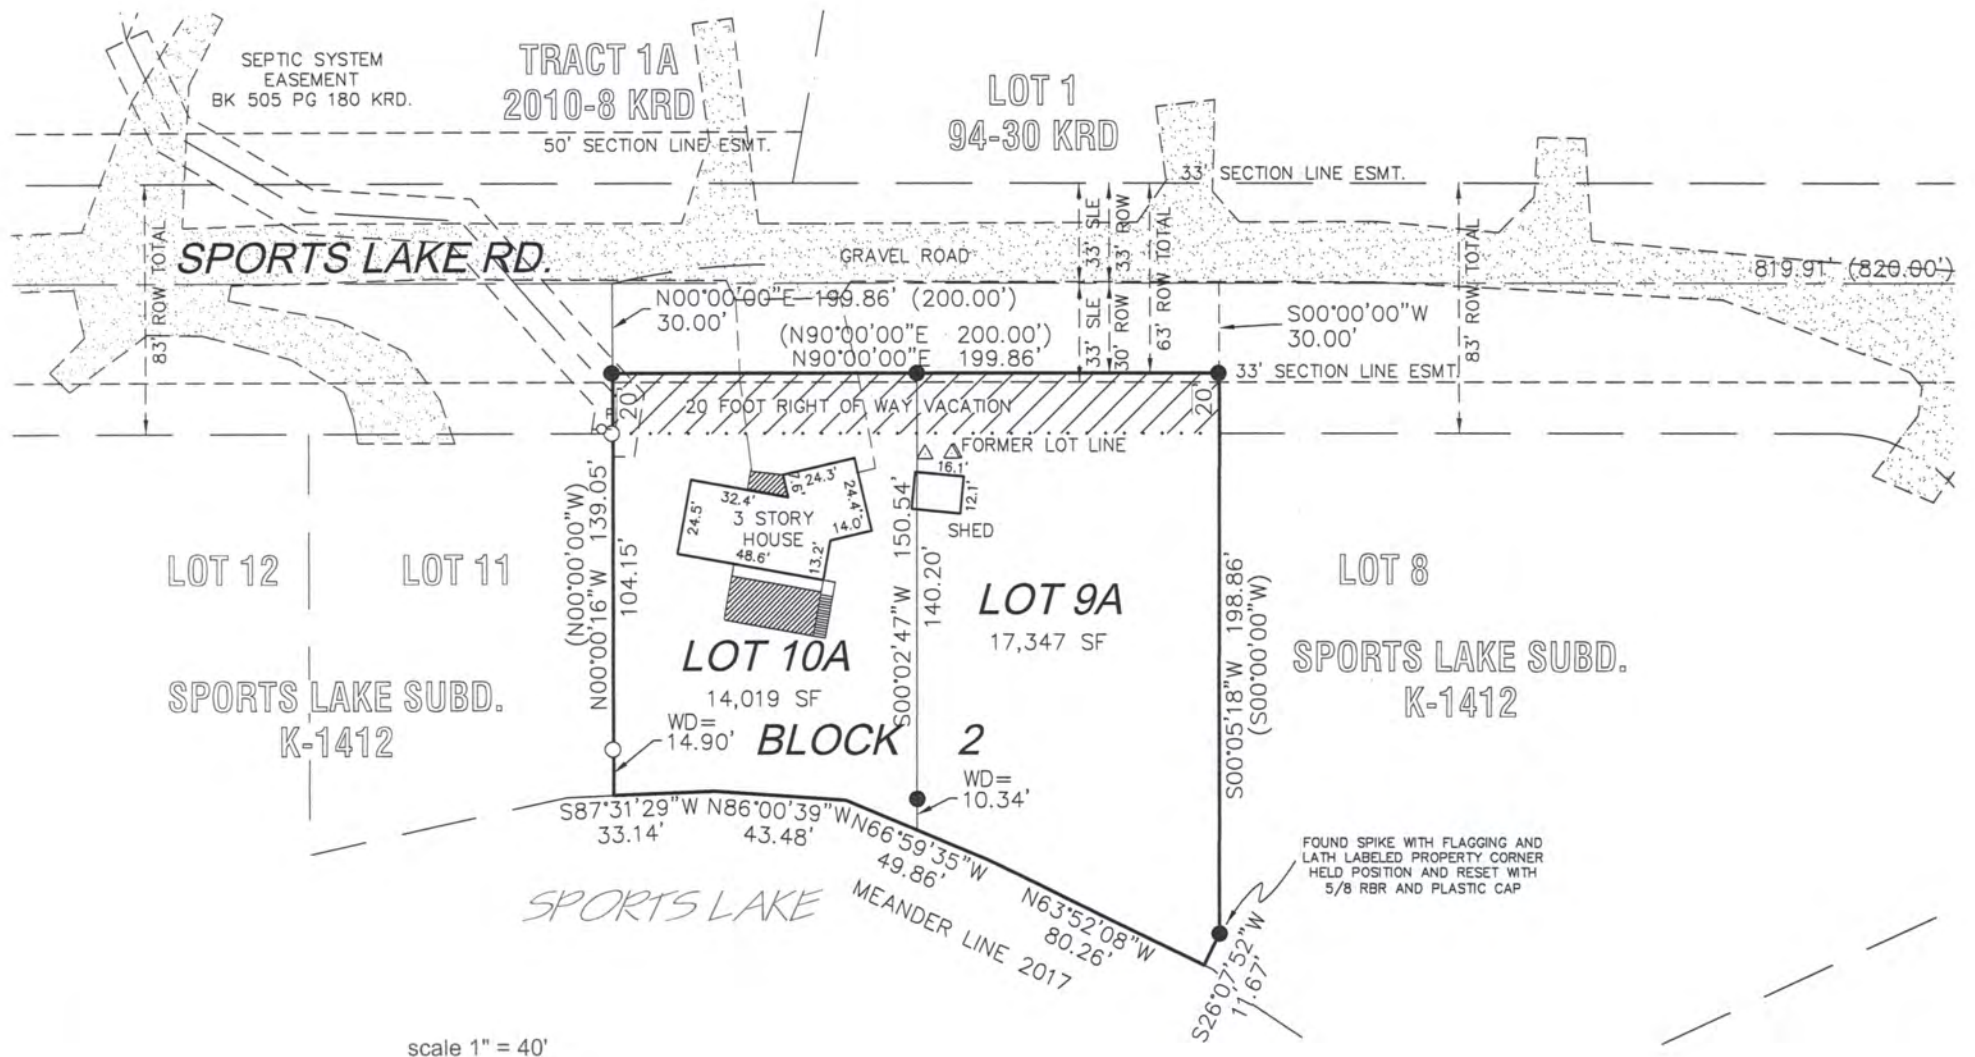 SEPTIC SYSTEM
EASEMENT
BK 505 PG 180 KRD.
TRACT 1A
2010-8 KRD
50' SECTION LINE ESMT.
LOT 1
94-30 KRD
33' SECTION LINE ESMT.
83' ROW TOTAL
SPORTS LAKE RD.
GRAVEL ROAD
33' SLE
33' ROW
63' ROW TOTAL
83' ROW TOTAL
819.91' (820.00')
N00°00'00"E
30.00'
199.86' (200.00')
(N90°00'00"E 200.00')
N90°00'00"E 199.86'
33' SLE
30' ROW
S00°00'00"W
30.00'
33' SECTION LINE ESMT.
20'
20 FOOT RIGHT OF WAY VACATION
20'
FORMER LOT LINE
(N00°00'00"W)
N00°00'16"W 139.05'
104.15'
32.4'
7.6'
24.3'
24.4'
14.0'
13.2'
48.6'
24.5'
3 STORY
HOUSE
16.1'
12.1'
SHED
S00°02'47"W 150.54'
140.20'
LOT 12
LOT 11
LOT 10A
14,019 SF
LOT 9A
17,347 SF
LOT 8
S00°05'18"W 198.86'
(S00°00'00"W)
SPORTS LAKE SUBD.
K-1412
SPORTS LAKE SUBD.
K-1412
WD=
14.90'
BLOCK 2
WD=
10.34'
S87°31'29"W
33.14'
N86°00'39"W
43.48'
N66°59'35"W
49.86'
N63°52'08"W
80.26'
S26°07'52"W
11.67'
MEANDER LINE 2017
SPORTS LAKE
FOUND SPIKE WITH FLAGGING AND
LATH LABELED PROPERTY CORNER
HELD POSITION AND RESET WITH
5/8 RBR AND PLASTIC CAP
scale 1" = 40'